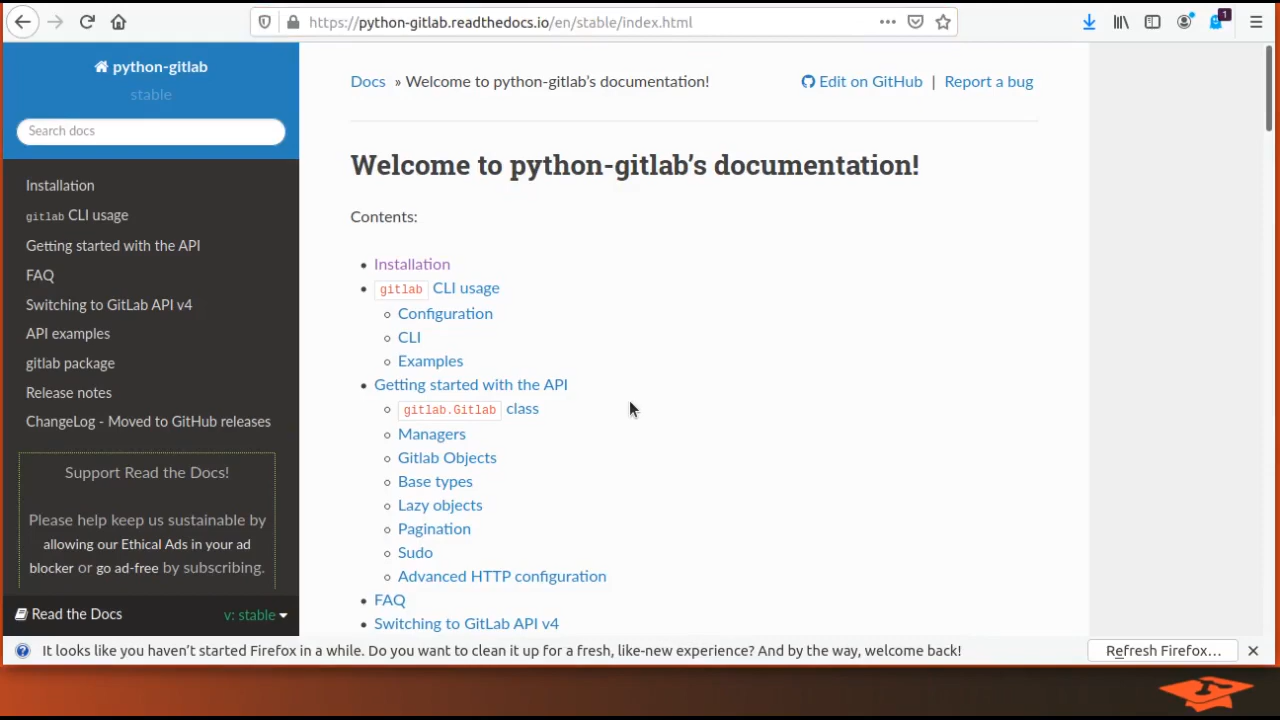 https://python-gitlab.readthedocs.io/en/stable/index.html
1
python-gitlab
stable
Search docs
Installation
gitlab CLI usage
Getting started with the API
FAQ
Switching to GitLab API v4
API examples
gitlab package
Release notes
ChangeLog - Moved to GitHub releases
Support Read the Docs!
Please help keep us sustainable by
allowing our Ethical Ads in your ad
blocker or go ad-free by subscribing.
Read the Docs
v: stable
Docs » Welcome to python-gitlab’s documentation!
Edit on GitHub | Report a bug
Welcome to python-gitlab’s documentation!
Contents:
• Installation
• gitlab CLI usage
Configuration
CLI
Examples
• Getting started with the API
gitlab.Gitlab class
Managers
Gitlab Objects
Base types
Lazy objects
Pagination
Sudo
Advanced HTTP configuration
• FAQ
• Switching to GitLab API v4
It looks like you haven’t started Firefox in a while. Do you want to clean it up for a fresh, like-new experience? And by the way, welcome back!
Refresh Firefox…